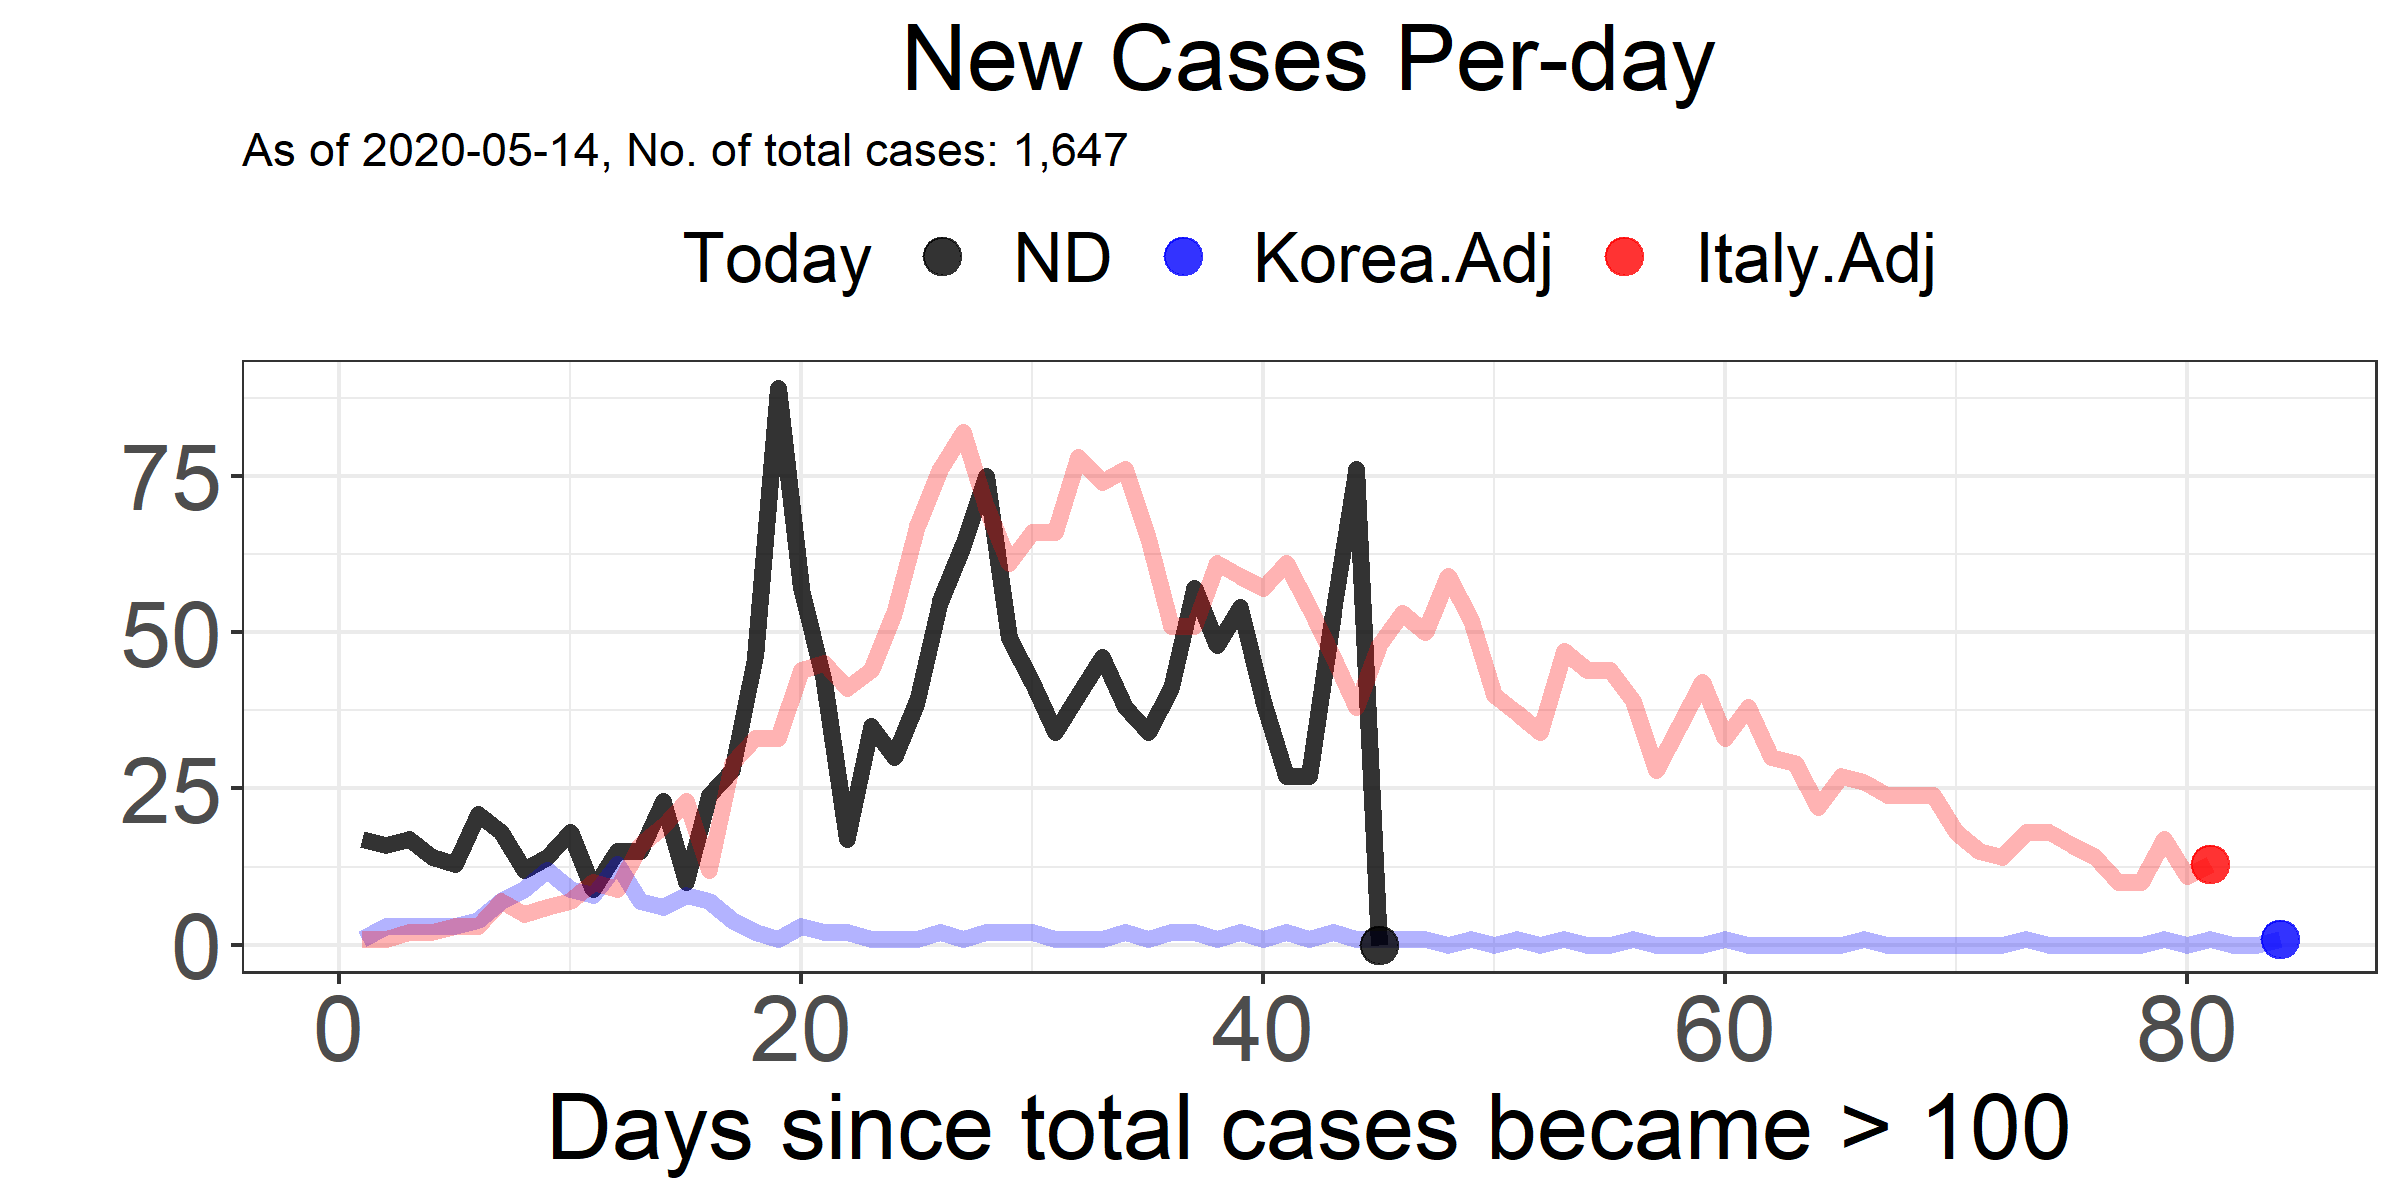 New Cases Per-day
As of 2020-05-14, No. of total cases: 1,647
Today ND Korea.Adj Italy.Adj
75
50
25
0
0 20 40 60 80
Days since total cases became > 100